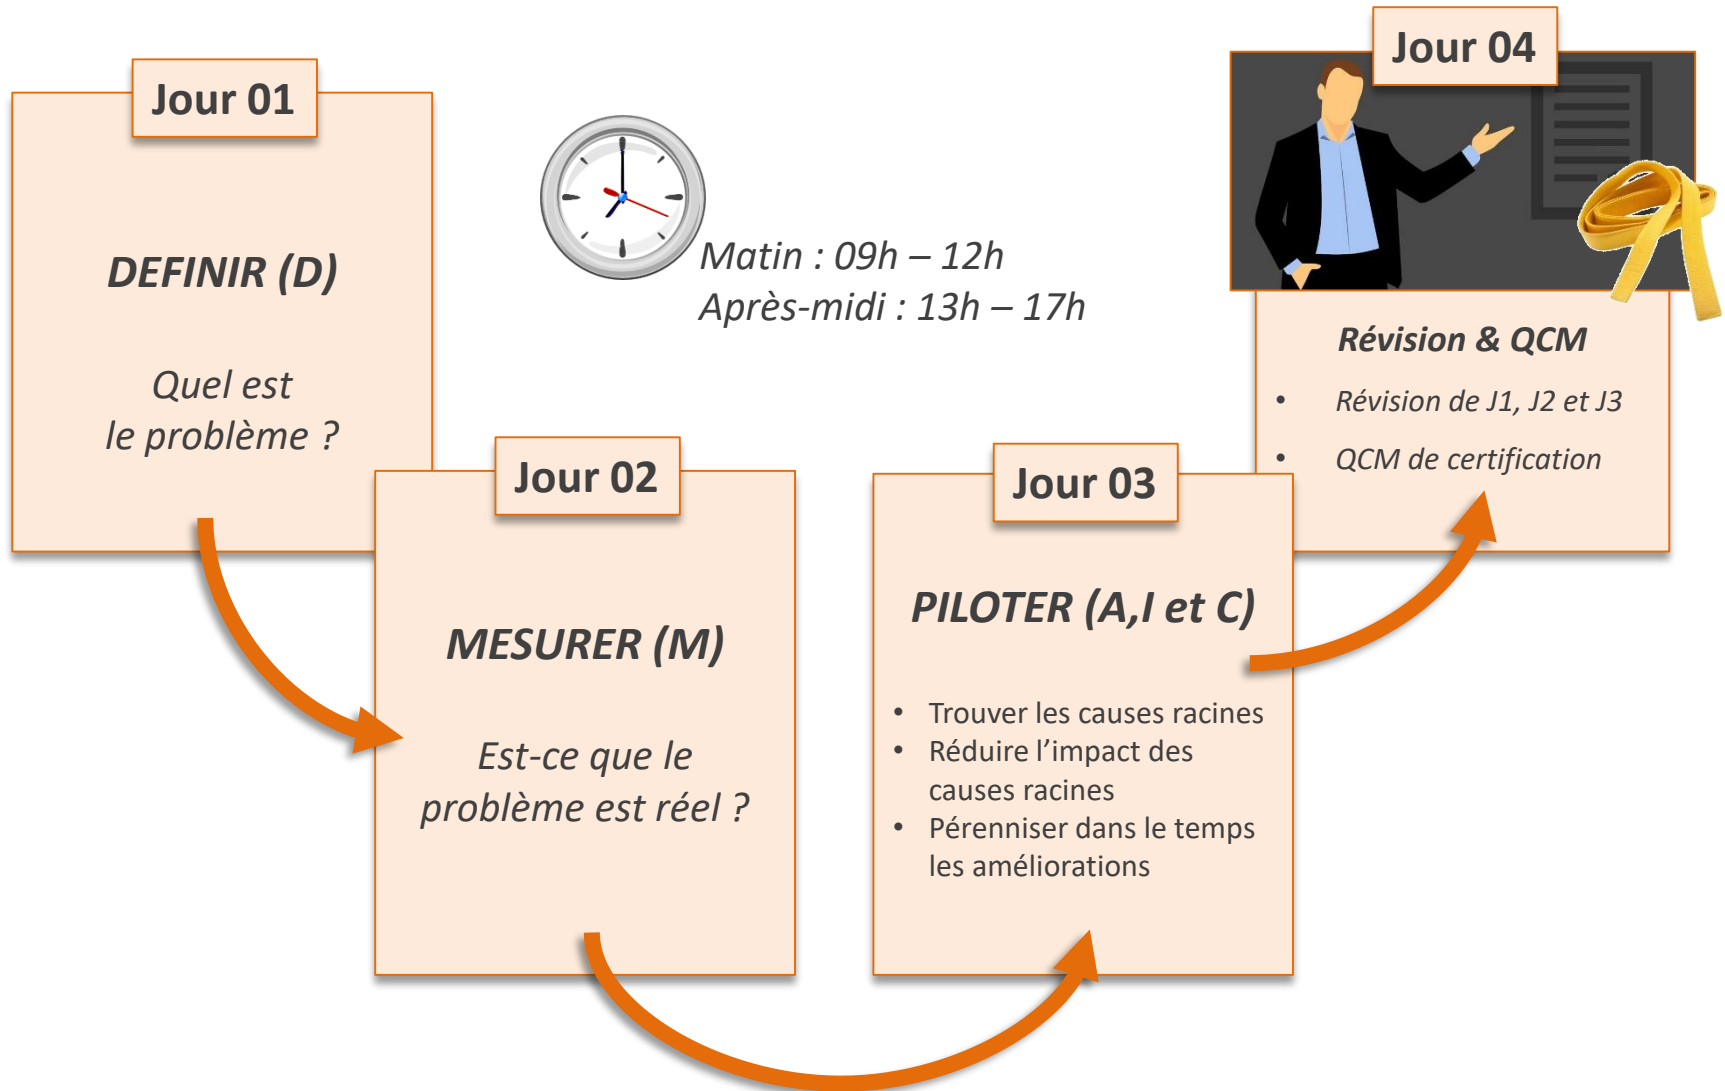 Jour 01
DEFINIR (D)
Quel est
le problème ?
Matin : 09h – 12h
Après-midi : 13h – 17h
Jour 02
MESURER (M)
Est-ce que le
problème est réel ?
Jour 03
PILOTER (A,I et C)
• Trouver les causes racines
• Réduire l’impact des
causes racines
• Pérenniser dans le temps
les améliorations
Jour 04
Révision & QCM
• Révision de J1, J2 et J3
• QCM de certification